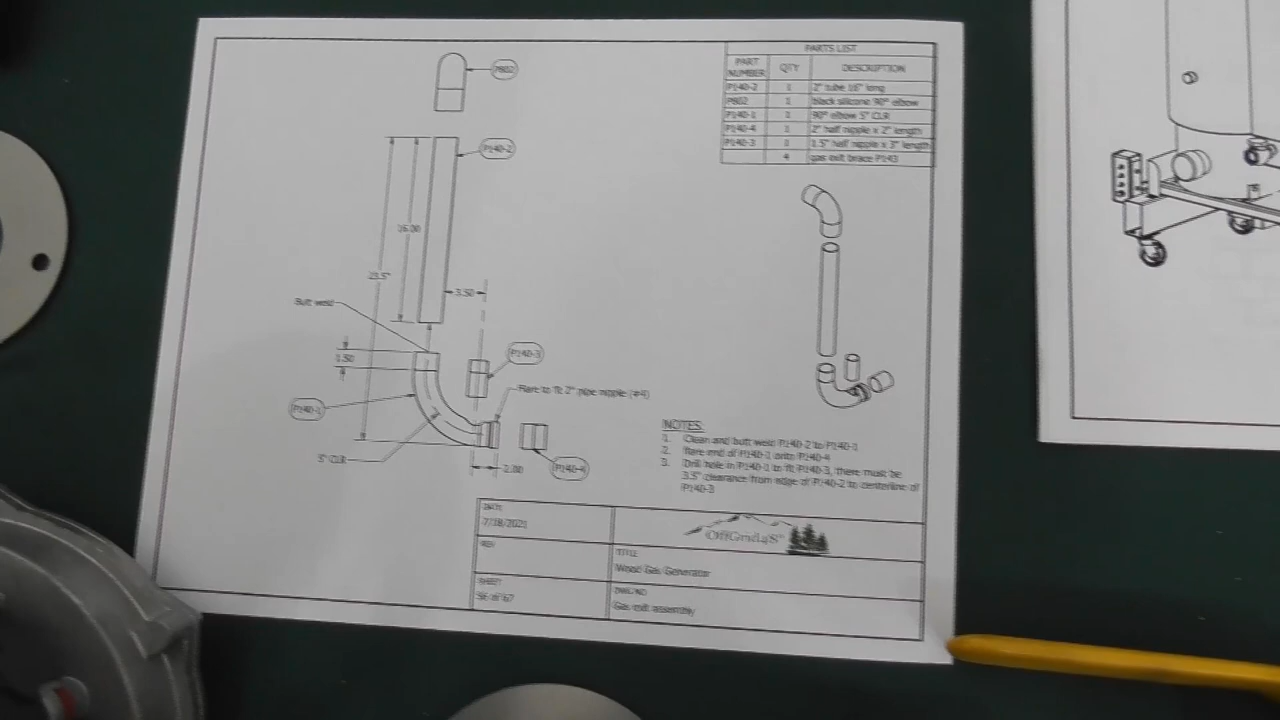 PARTS LIST
PART NUMBER QTY DESCRIPTION
P140-2 1 2" tube 16" long
P802 1 black silicone 90° elbow
P140-1 1 90° elbow 5" CLR
P140-4 1 2" half nipple x 2" length
P140-3 1 1.5" half nipple x 3" length
4 gas exit brace P143
P802
P140-2
16.00
23.5"
3.50
Butt weld
1.50
P140-3
Flare to fit 2" pipe nipple (#4)
P140-1
5" CLR
2.00
P140-4
NOTES:
1. Clean and butt weld P140-2 to P140-1
2. flare end of P140-1 onto P140-4
3. Drill hole in P140-1 to fit P140-3, there must be
3.5" clearance from edge of P140-2 to centerline of
P140-3
DATE
7/18/2021
OffGrid48
REV
TITLE
Wood Gas Generator
SHEET
of 67
DWG NO
Gas exit assembly